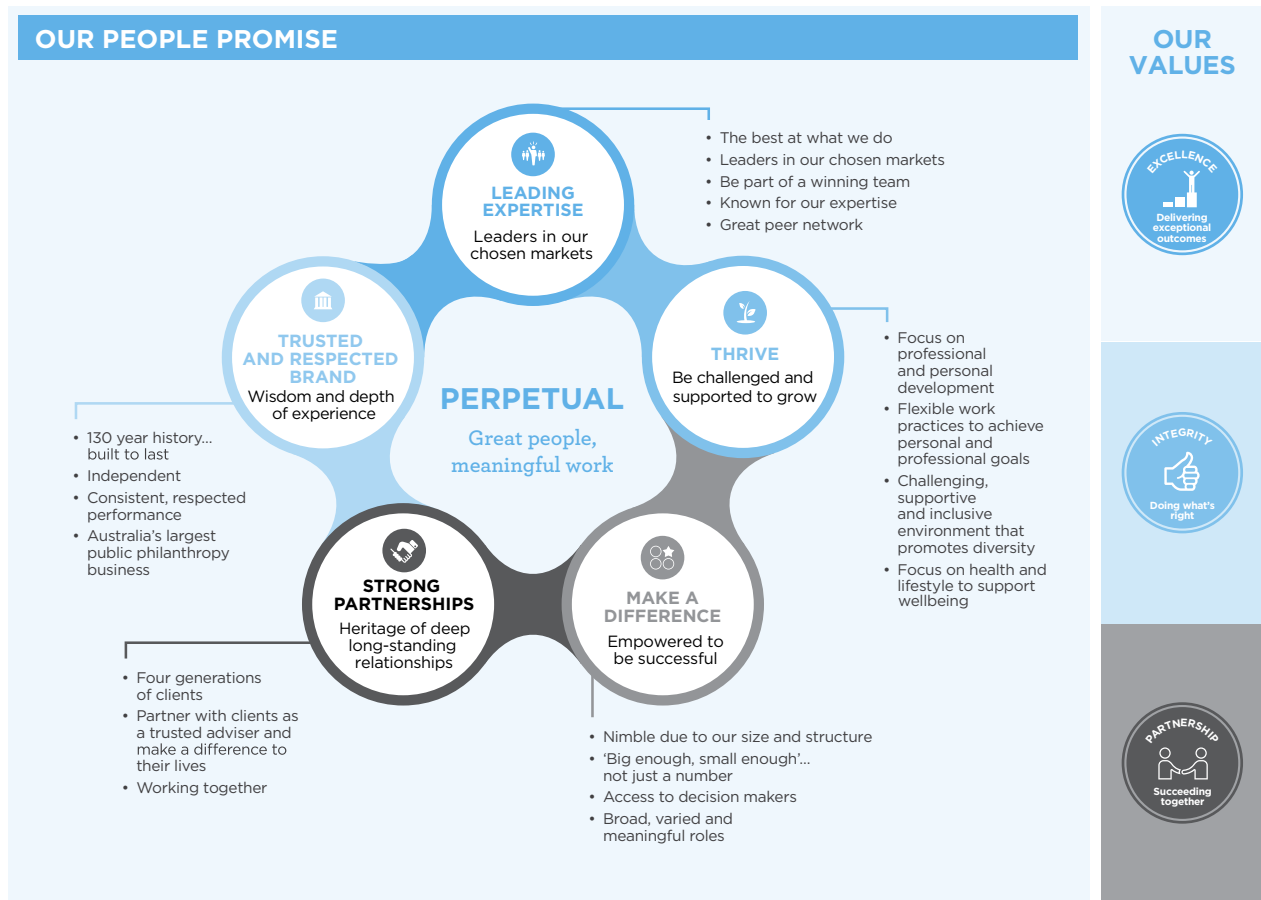 OUR PEOPLE PROMISE
LEADING
EXPERTISE
Leaders in our
chosen markets
• The best at what we do
• Leaders in our chosen markets
• Be part of a winning team
• Known for our expertise
• Great peer network
THRIVE
Be challenged and
supported to grow
• Focus on
professional
and personal
development
• Flexible work
practices to achieve
personal and
professional goals
• Challenging,
supportive
and inclusive
environment that
promotes diversity
• Focus on health and
lifestyle to support
wellbeing
TRUSTED
AND RESPECTED
BRAND
Wisdom and depth
of experience
• 130 year history...
built to last
• Independent
• Consistent, respected
performance
• Australia's largest
public philanthropy
business
PERPETUAL
Great people,
meaningful work
STRONG
PARTNERSHIPS
Heritage of deep
long-standing
relationships
• Four generations
of clients
• Partner with clients as
a trusted adviser and
make a difference to
their lives
• Working together
MAKE A
DIFFERENCE
Empowered to
be successful
• Nimble due to our size and structure
• 'Big enough, small enough'...
not just a number
• Access to decision makers
• Broad, varied and
meaningful roles
OUR
VALUES
EXCELLENCE
Delivering
exceptional
outcomes
INTEGRITY
Doing what's
right
PARTNERSHIP
Succeeding
together